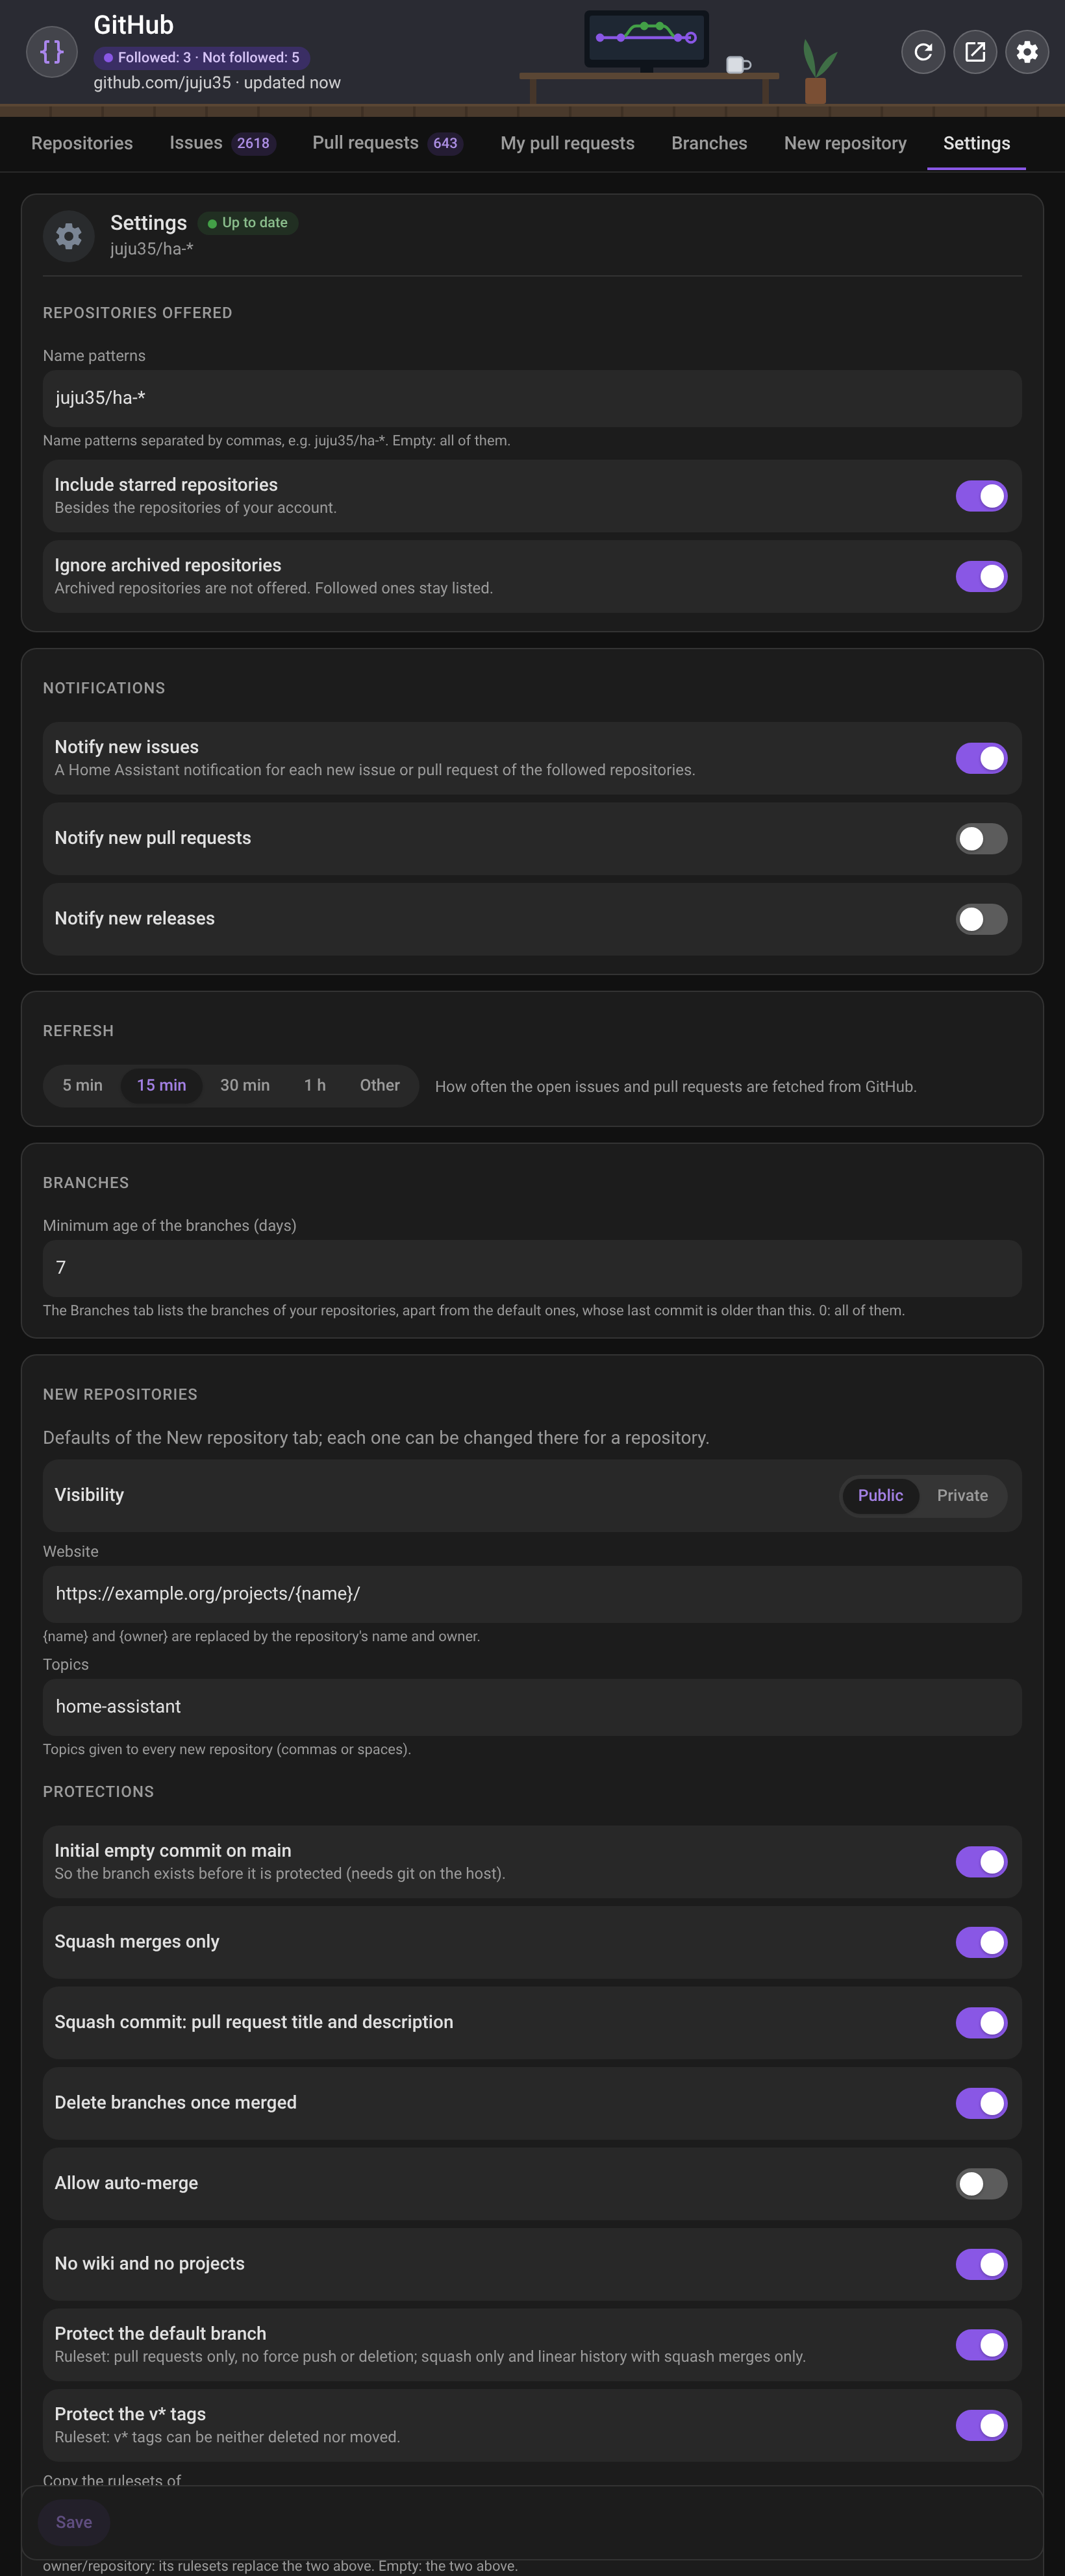 GitHub
Followed: 3 · Not followed: 5
github.com/juju35 · updated now
Repositories
Issues 2618
Pull requests 643
My pull requests
Branches
New repository
Settings
Settings
Up to date
juju35/ha-*
REPOSITORIES OFFERED
Name patterns
juju35/ha-*
Name patterns separated by commas, e.g. juju35/ha-*. Empty: all of them.
Include starred repositories
Besides the repositories of your account.
Ignore archived repositories
Archived repositories are not offered. Followed ones stay listed.
NOTIFICATIONS
Notify new issues
A Home Assistant notification for each new issue or pull request of the followed repositories.
Notify new pull requests
Notify new releases
REFRESH
5 min
15 min
30 min
1 h
Other
How often the open issues and pull requests are fetched from GitHub.
BRANCHES
Minimum age of the branches (days)
7
The Branches tab lists the branches of your repositories, apart from the default ones, whose last commit is older than this. 0: all of them.
NEW REPOSITORIES
Defaults of the New repository tab; each one can be changed there for a repository.
Visibility
Public
Private
Website
https://example.org/projects/{name}/
{name} and {owner} are replaced by the repository's name and owner.
Topics
home-assistant
Topics given to every new repository (commas or spaces).
PROTECTIONS
Initial empty commit on main
So the branch exists before it is protected (needs git on the host).
Squash merges only
Squash commit: pull request title and description
Delete branches once merged
Allow auto-merge
No wiki and no projects
Protect the default branch
Ruleset: pull requests only, no force push or deletion; squash only and linear history with squash merges only.
Protect the v* tags
Ruleset: v* tags can be neither deleted nor moved.
Copy the rulesets of
Save
owner/repository: its rulesets replace the two above. Empty: the two above.